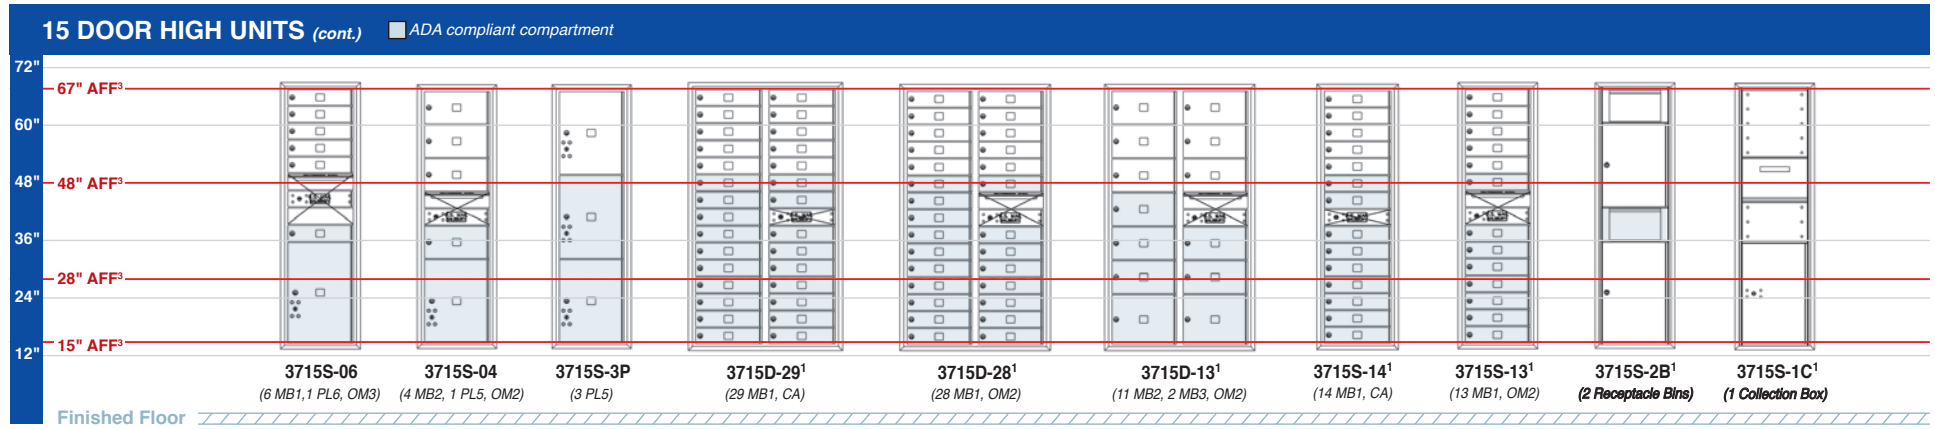 15 DOOR HIGH UNITS (cont.) ADA compliant compartment
72"
67" AFF³
60"
48" 48" AFF³
36"
28" AFF³
24"
15" AFF³
12"
3715S-06 3715S-04 3715S-3P 3715D-29¹ 3715D-28¹ 3715D-13¹ 3715S-14¹ 3715S-13¹ 3715S-2B¹ 3715S-1C¹
(6 MB1,1 PL6, OM3) (4 MB2, 1 PL5, OM2) (3 PL5) (29 MB1, CA) (28 MB1, OM2) (11 MB2, 2 MB3, OM2) (14 MB1, CA) (13 MB1, OM2) (2 Receptacle Bins) (1 Collection Box)
Finished Floor